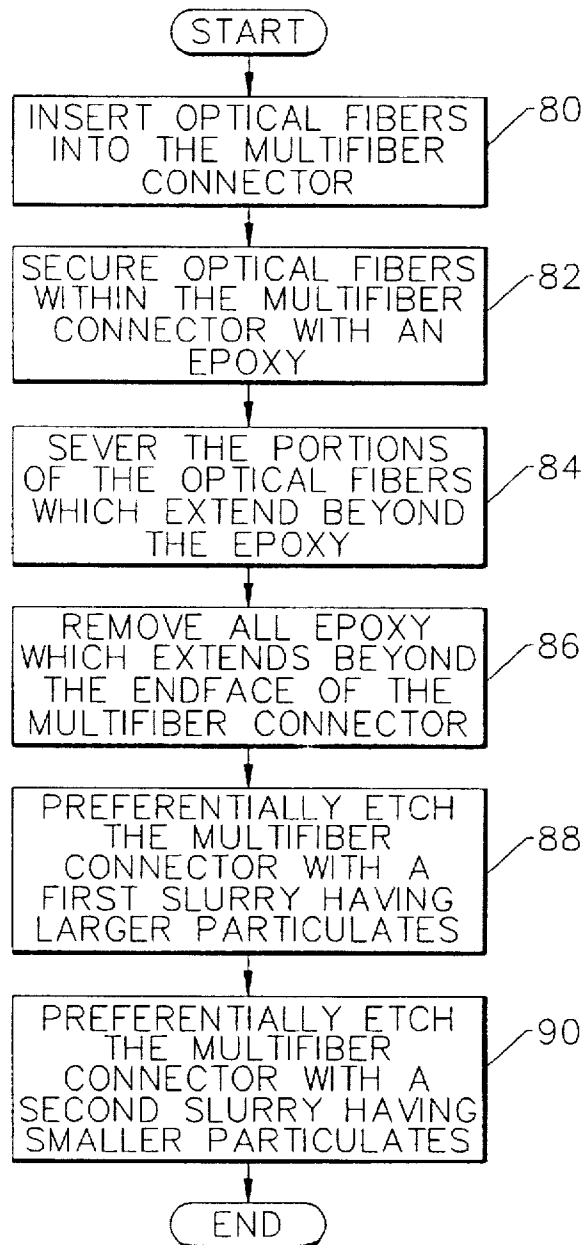 START
INSERT OPTICAL FIBERS
INTO THE MULTIFIBER
CONNECTOR
80
SECURE OPTICAL FIBERS
WITHIN THE MULTIFIBER
CONNECTOR WITH AN
EPOXY
82
SEVER THE PORTIONS
OF THE OPTICAL FIBERS
WHICH EXTEND BEYOND
THE EPOXY
84
REMOVE ALL EPOXY
WHICH EXTENDS BEYOND
THE ENDFACE OF THE
MULTIFIBER CONNECTOR
86
PREFERENTIALLY ETCH
THE MULTIFIBER
CONNECTOR WITH A
FIRST SLURRY HAVING
LARGER PARTICULATES
88
PREFERENTIALLY ETCH
THE MULTIFIBER
CONNECTOR WITH A
SECOND SLURRY HAVING
SMALLER PARTICULATES
90
END